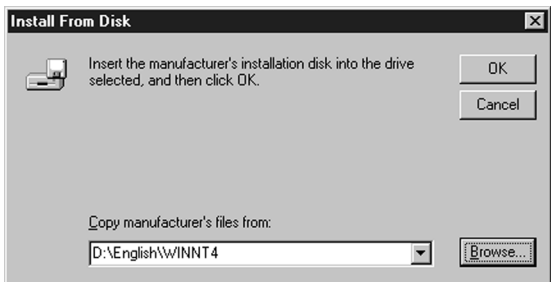 Install From Disk
Insert the manufacturer's installation disk into the drive
selected, and then click OK.
OK
Cancel
Copy manufacturer's files from:
D:\English\WINNT4
Browse...